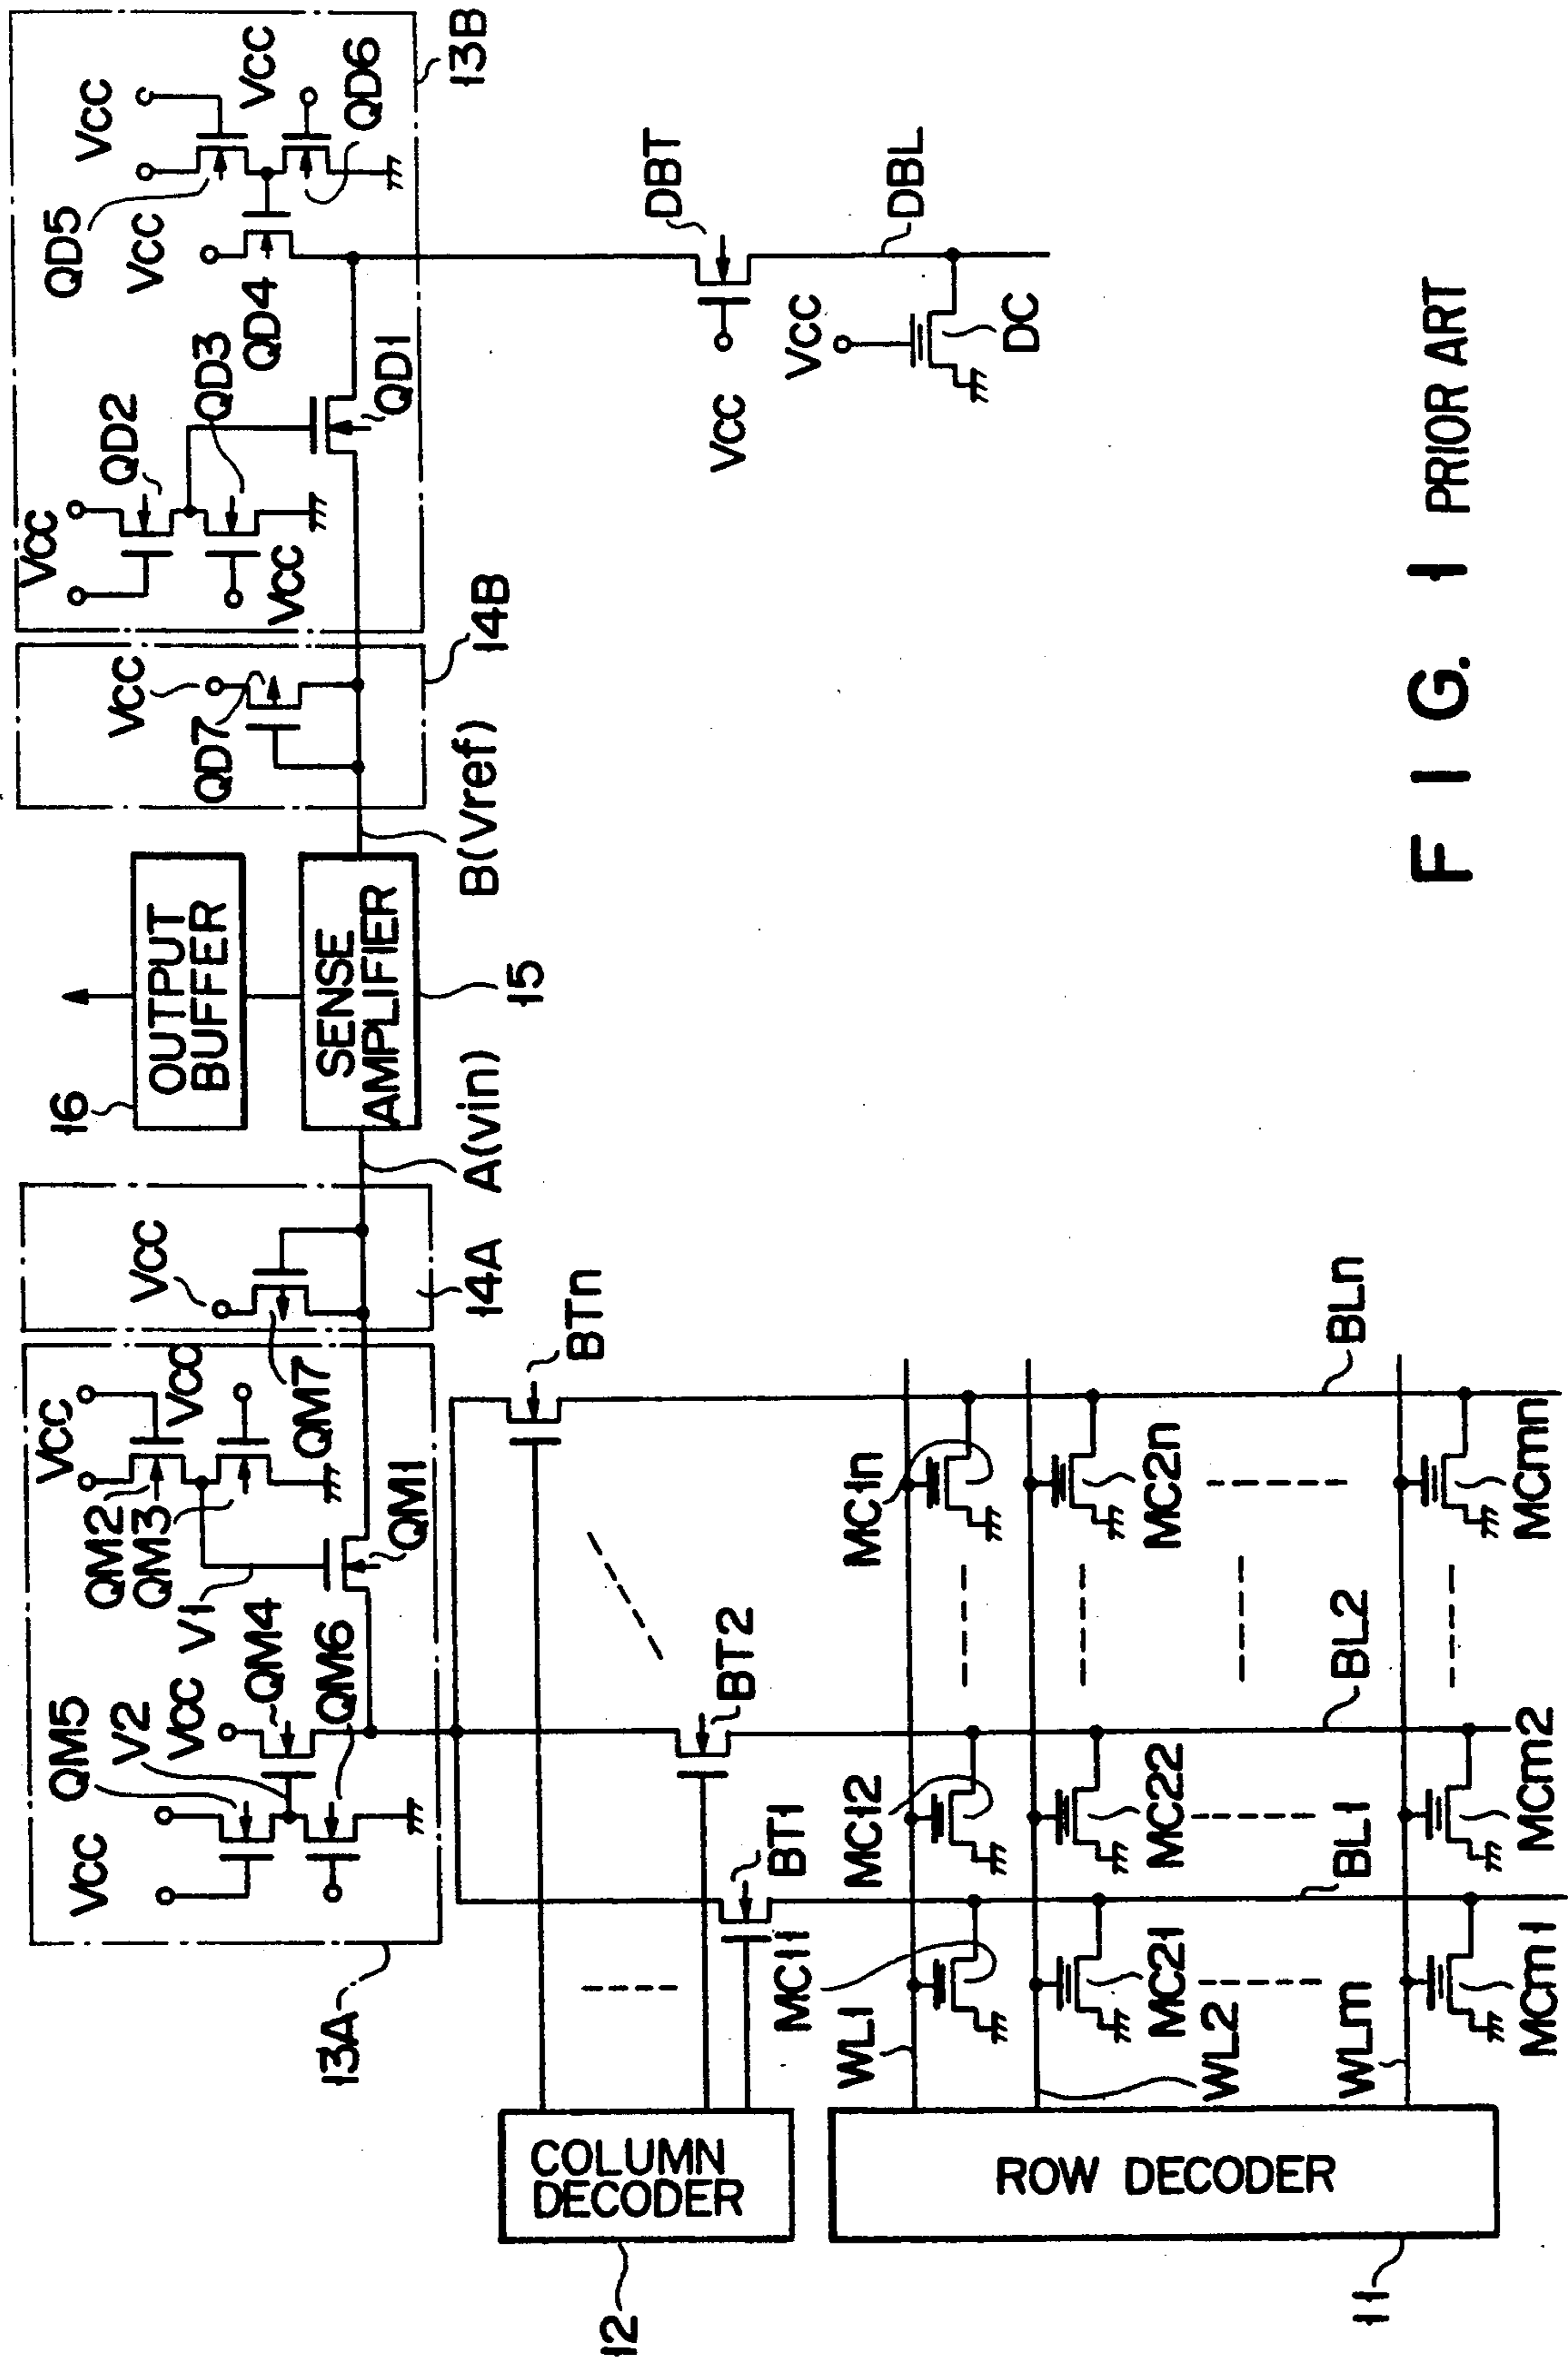 13A
VCC
QM5
V2
VCC
QM4
QM6
V1
QM2
QM3
VCC
VCC
QM7
QM1
VCC
14A
A(vin)
16
OUTPUT
BUFFER
SENSE
AMPLIFIER
15
B(Vref)
VCC
QD7
14B
VCC
QD2
VCC
QD3
QD1
QD5
VCC
VCC
QD4
VCC
QD6
13B
DBT
VCC
DBL
VCC
DC
12
COLUMN
DECODER
BT1
BT2
BTn
11
ROW DECODER
WL1
WL2
WLm
MC11
MC12
MC1n
MC21
MC22
MC2n
MCm1
MCm2
MCmn
BL1
BL2
BLn
FIG. 1 PRIOR ART